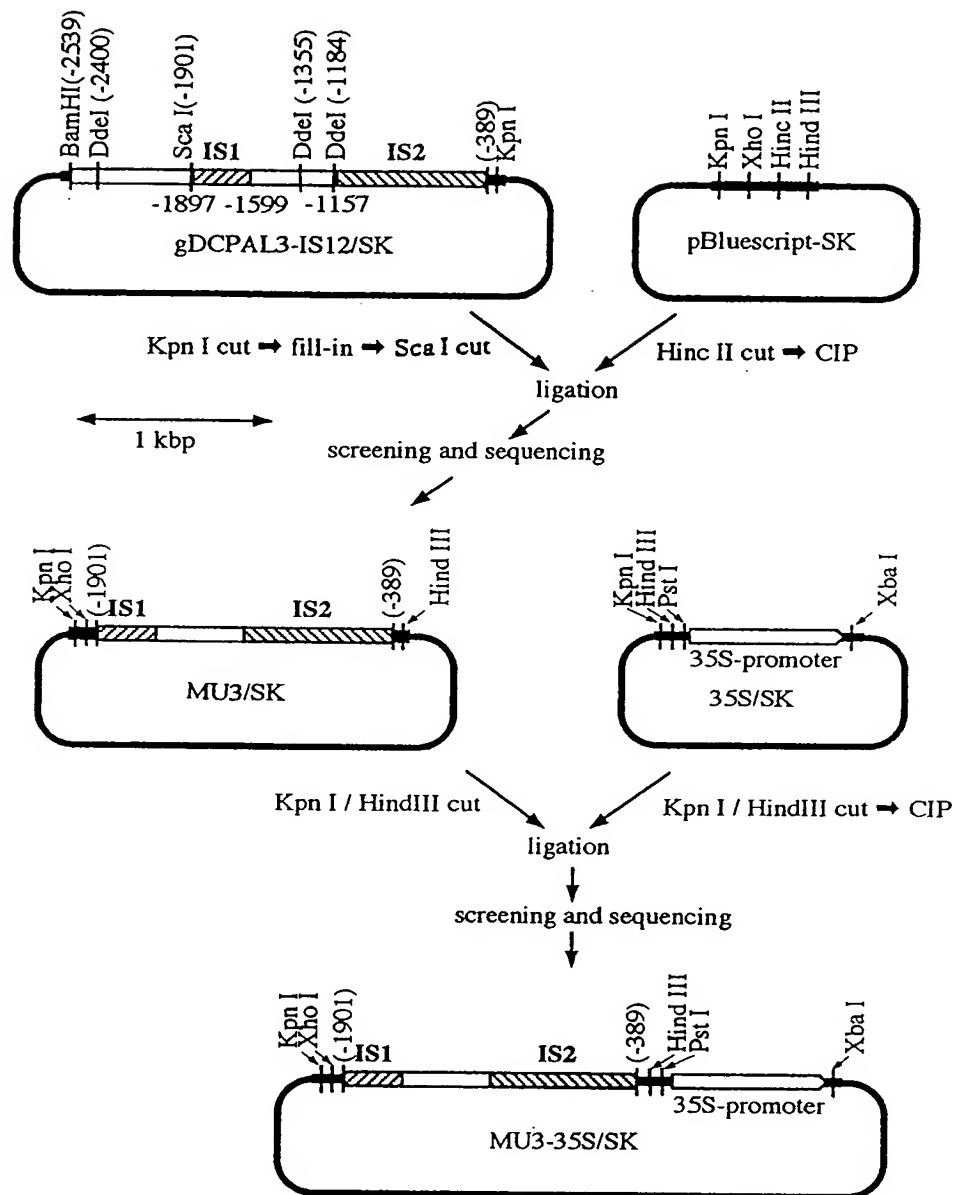 BamHI(-2539)
DdeI (-2400)
Sca I(-1901)
DdeI (-1355)
DdeI (-1184)
(-389)
Kpn I
IS1
IS2
-1897
-1599
-1157
gDCPAL3-IS12/SK
Kpn I
Xho I
Hinc II
Hind III
pBluescript-SK
Kpn I cut ➡ fill-in ➡ Sca I cut
Hinc II cut ➡ CIP
ligation
1 kbp
screening and sequencing
Kpn I
Xho I
(-1901)
IS1
IS2
(-389)
Hind III
MU3/SK
Kpn I
Hind III
Pst I
Xba I
35S-promoter
35S/SK
Kpn I / HindIII cut
Kpn I / HindIII cut ➡ CIP
ligation
screening and sequencing
Kpn I
Xho I
(-1901)
IS1
IS2
(-389)
Hind III
Pst I
Xba I
35S-promoter
MU3-35S/SK